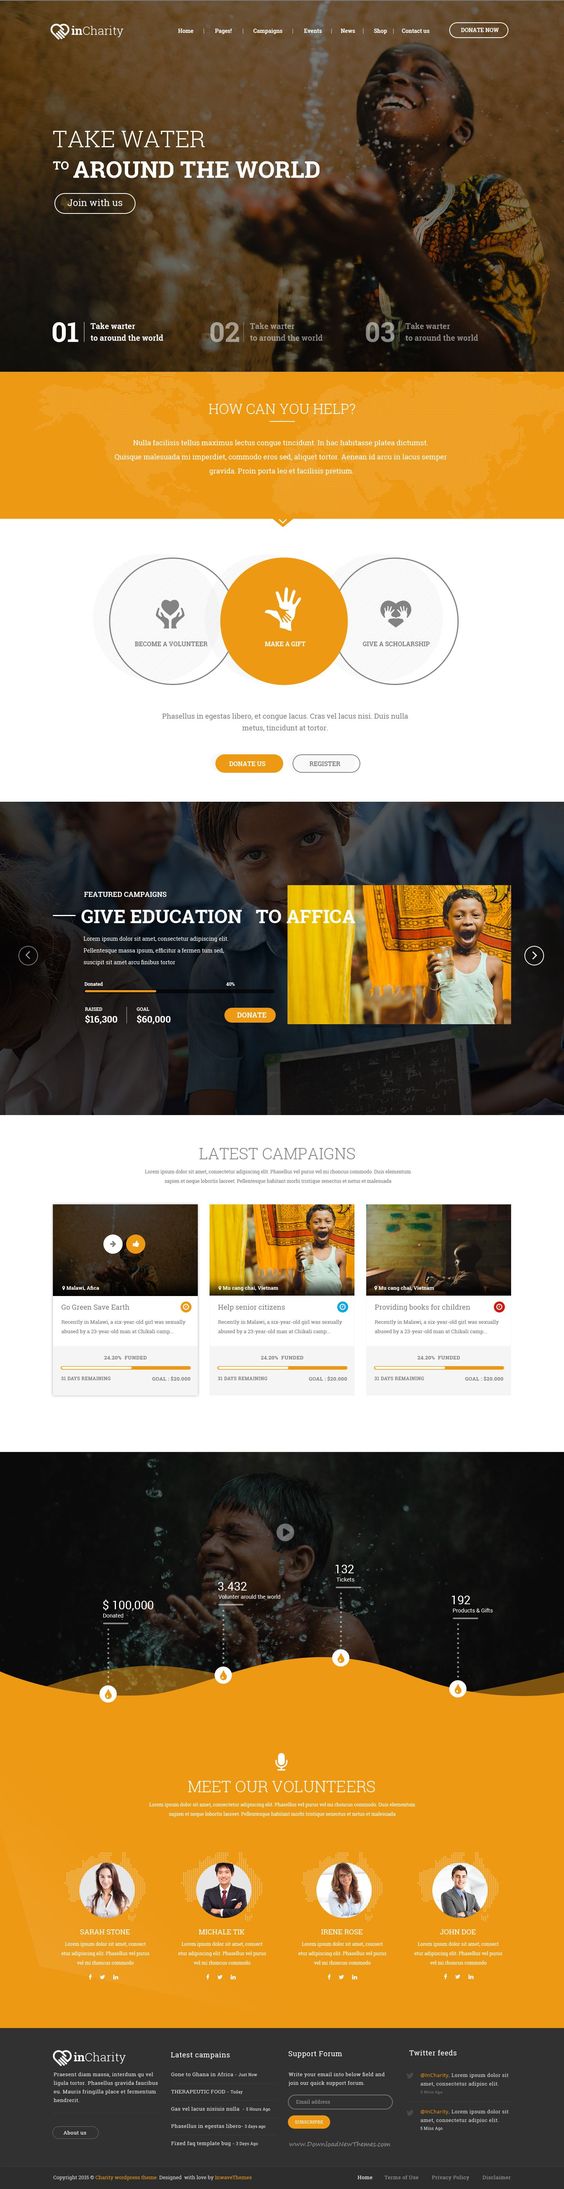 inCharity
Home | Pages! | Campaigns | Events | News | Shop | Contact us
DONATE NOW
TAKE WATER
TO AROUND THE WORLD
Join with us
01 Take warter
to around the world
02 Take warter
to around the world
03 Take warter
to around the world
HOW CAN YOU HELP?
Nulla facilisis tellus maximus lectus congue tincidunt. In hac habitasse platea dictumst.
Quisque malesuada mi imperdiet, commodo eros sed, aliquet tortor. Aenean id arcu in lacus semper
gravida. Proin porta leo et facilisis pretium.
BECOME A VOLUNTEER
MAKE A GIFT
GIVE A SCHOLARSHIP
Phasellus in egestas libero, et congue lacus. Cras vel lacus nisi. Duis nulla
metus, tincidunt at tortor.
DONATE US
REGISTER
FEATURED CAMPAIGNS
GIVE EDUCATION TO AFFICA
Lorem ipsum dolor sit amet, consectetur adipiscing elit.
Pellentesque massa ipsum, efficitur a fermen tum sed,
suscipit sit amet arcu finibus tortor
Donated 40%
RAISED
$16,300
GOAL
$60,000
DONATE
LATEST CAMPAIGNS
Lorem ipsum dolor sit amet, consectetur adipiscing elit. Phasellus vel purus vel mi rhoncus commodo. Duis elementum
sapien et neque lobortis laoreet. Pellentesque habitant morbi tristique senectus et netus et malesuada
Malawi, Afica
Go Green Save Earth
Recently in Malawi, a six-year-old girl was sexually
abused by a 23-year-old man at Chikali camp...
24.20% FUNDED
31 DAYS REMAINING GOAL : $20.000
Mu cang chai, Vietnam
Help senior citizens
Recently in Malawi, a six-year-old girl was sexually
abused by a 23-year-old man at Chikali camp...
24.20% FUNDED
31 DAYS REMAINING GOAL : $20.000
Mu cang chai, Vietnam
Providing books for children
Recently in Malawi, a six-year-old girl was sexually
abused by a 23-year-old man at Chikali camp...
24.20% FUNDED
31 DAYS REMAINING GOAL : $20.000
$ 100,000
Donated
3.432
Volunter arould the world
132
Tickets
192
Products & Gifts
MEET OUR VOLUNTEERS
Lorem ipsum dolor sit amet, consectetur adipiscing elit. Phasellus vel purus vel mi rhoncus commodo. Duis elementum
sapien et neque lobortis laoreet. Pellentesque habitant morbi tristique senectus et netus et malesuada
SARAH STONE
Lorem ipsum dolor sit amet, consect
etur adipiscing elit. Phasellus vel purus
vel mi rhoncus commodo
MICHALE TIK
Lorem ipsum dolor sit amet, consect
etur adipiscing elit. Phasellus vel purus
vel mi rhoncus commodo
IRENE ROSE
Lorem ipsum dolor sit amet, consect
etur adipiscing elit. Phasellus vel purus
vel mi rhoncus commodo
JOHN DOE
Lorem ipsum dolor sit amet, consect
etur adipiscing elit. Phasellus vel purus
vel mi rhoncus commodo
inCharity
Praesent diam massa, interdum qu vel
ligula tortor. Phasellus gravida faucibus
eu. Mauris fringilla place et fermentum
hendrerit.
About us
Latest campains
Gone to Ghana in Africa - Just Now
THERAPEUTIC FOOD - Today
Gas vel lacus nisisis nulla - 5 Hours Ago
Phasellus in egestas libero- 3 days ago
Fixed faq template bug - 3 Days Ago
Support Forum
Write your email into below field and
join our quick support forum.
Email address
SUBSCRIBE
www.DownloadNewThemes.com
Twitter feeds
@InCharity, Lorem ipsum dolor sit
amet, consectetur adipisc elit.
5 Mins Ago
@InCharity, Lorem ipsum dolor sit
amet, consectetur adipisc elit.
5 Mins Ago
Copyright 2015 © Charity wordpress theme. Designed with love by InwaveThemes
Home Terms of Use Privacy Policy Disclaimer